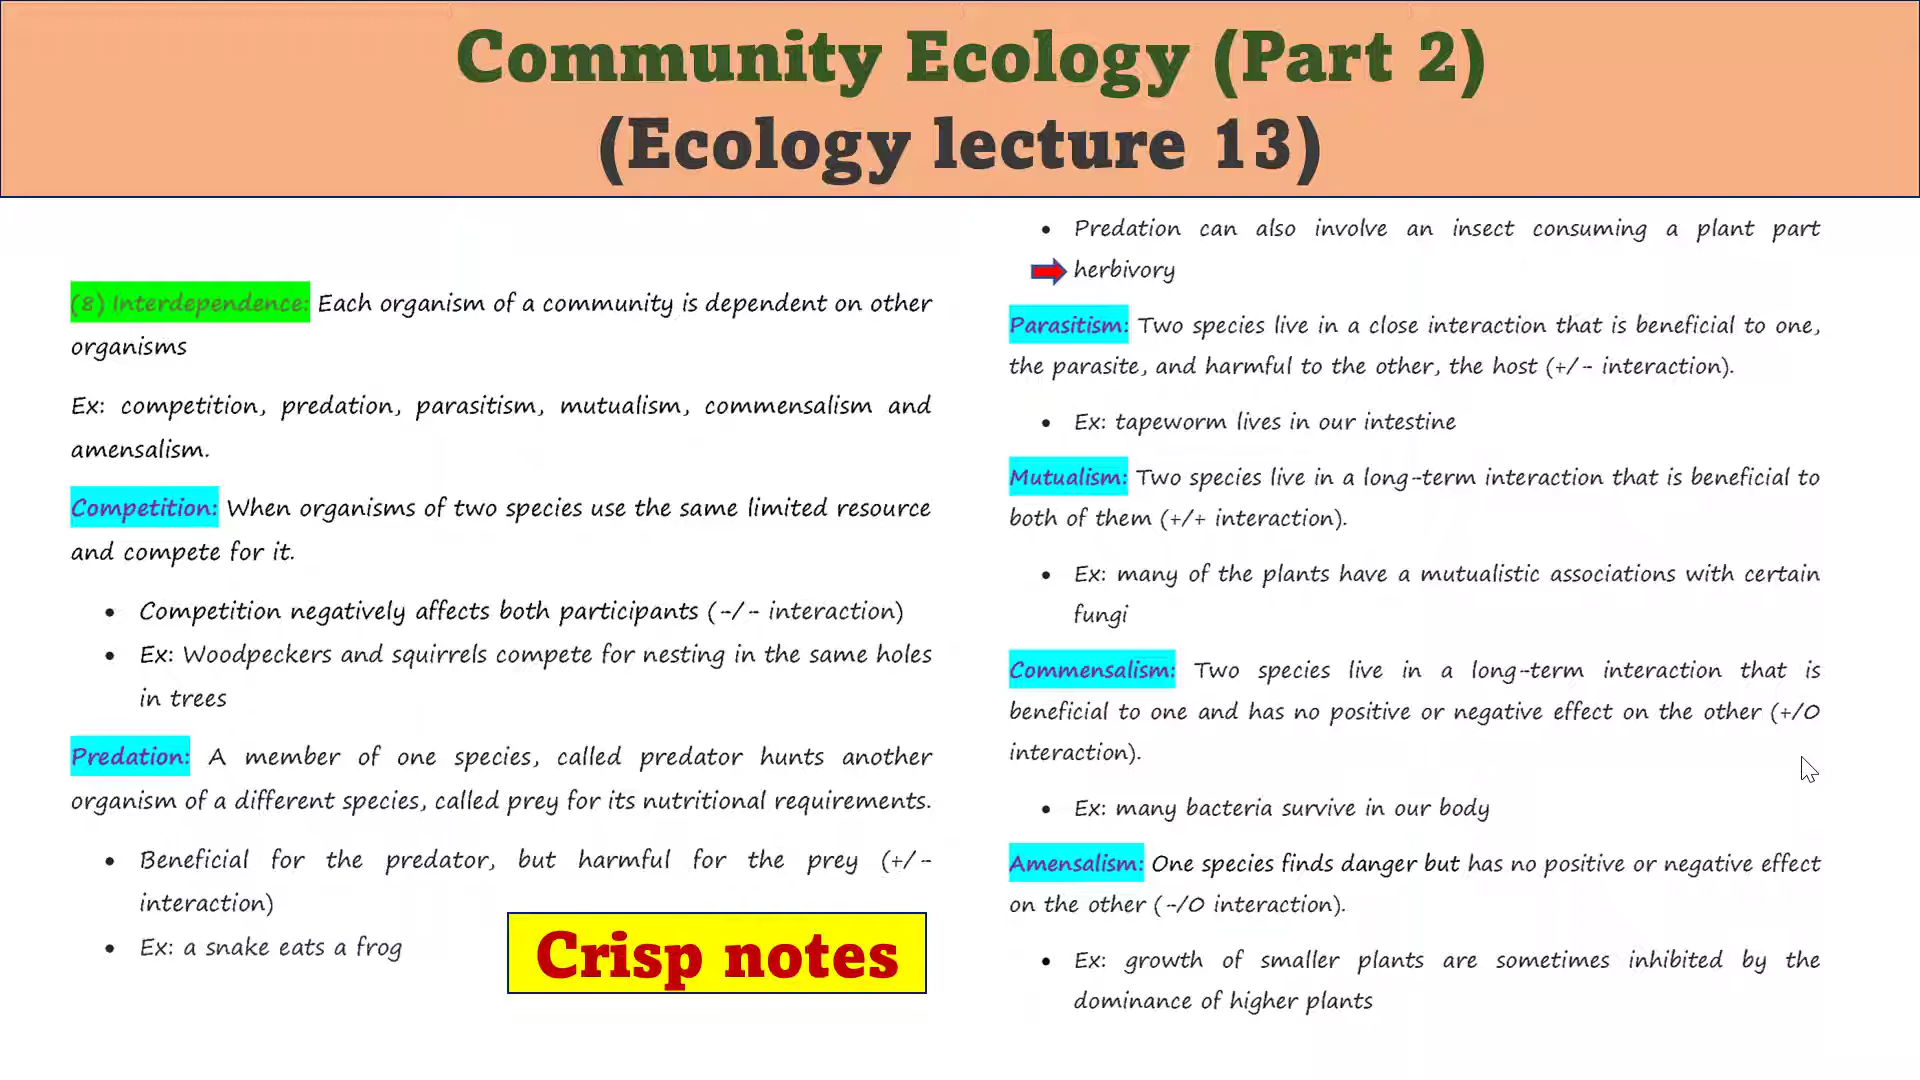 Community Ecology (Part 2)
(Ecology lecture 13)
(8) Interdependence: Each organism of a community is dependent on other
organisms
Ex: competition, predation, parasitism, mutualism, commensalism and
amensalism.
Competition: When organisms of two species use the same limited resource
and compete for it.
• Competition negatively affects both participants (-/- interaction)
• Ex: Woodpeckers and squirrels compete for nesting in the same holes
in trees
Predation: A member of one species, called predator hunts another
organism of a different species, called prey for its nutritional requirements.
• Beneficial for the predator, but harmful for the prey (+/-
interaction)
• Ex: a snake eats a frog
Crisp notes
• Predation can also involve an insect consuming a plant part
herbivory
Parasitism: Two species live in a close interaction that is beneficial to one,
the parasite, and harmful to the other, the host (+/- interaction).
• Ex: tapeworm lives in our intestine
Mutualism: Two species live in a long-term interaction that is beneficial to
both of them (+/+ interaction).
• Ex: many of the plants have a mutualistic associations with certain
fungi
Commensalism: Two species live in a long-term interaction that is
beneficial to one and has no positive or negative effect on the other (+/0
interaction).
• Ex: many bacteria survive in our body
Amensalism: One species finds danger but has no positive or negative effect
on the other (-/0 interaction).
• Ex: growth of smaller plants are sometimes inhibited by the
dominance of higher plants